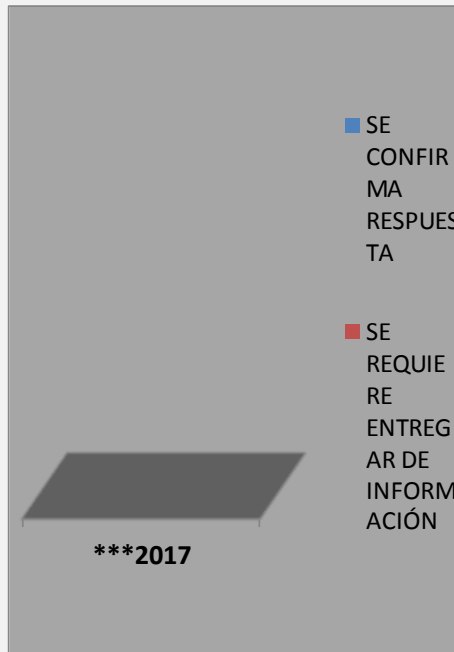 SE
CONFIR
MA
RESPUES
TA
SE
REQUIE
RE
ENTREG
AR DE
INFORM
ACIÓN
***2017